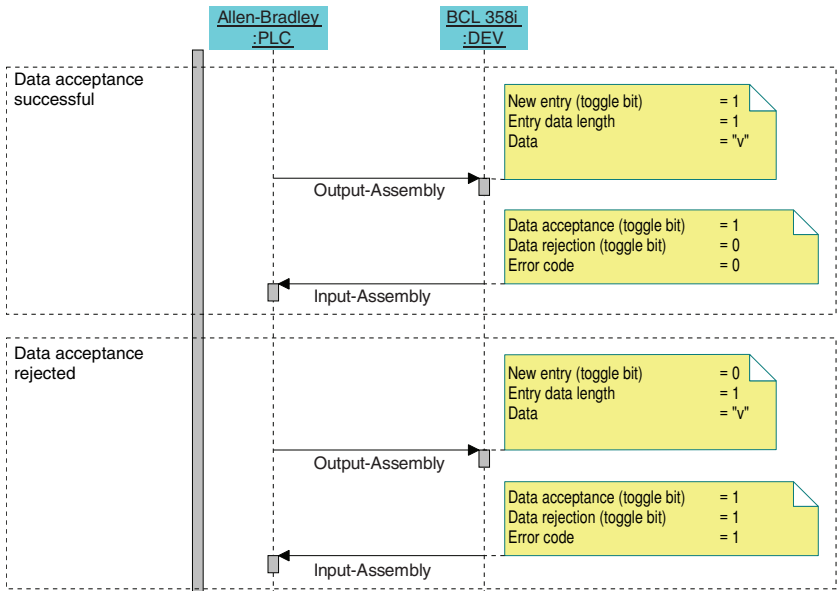 Allen-Bradley
:PLC
BCL 358i
:DEV
Data acceptance
successful
New entry (toggle bit) = 1
Entry data length = 1
Data = "v"
Output-Assembly
Data acceptance (toggle bit) = 1
Data rejection (toggle bit) = 0
Error code = 0
Input-Assembly
Data acceptance
rejected
New entry (toggle bit) = 0
Entry data length = 1
Data = "v"
Output-Assembly
Data acceptance (toggle bit) = 1
Data rejection (toggle bit) = 1
Error code = 1
Input-Assembly